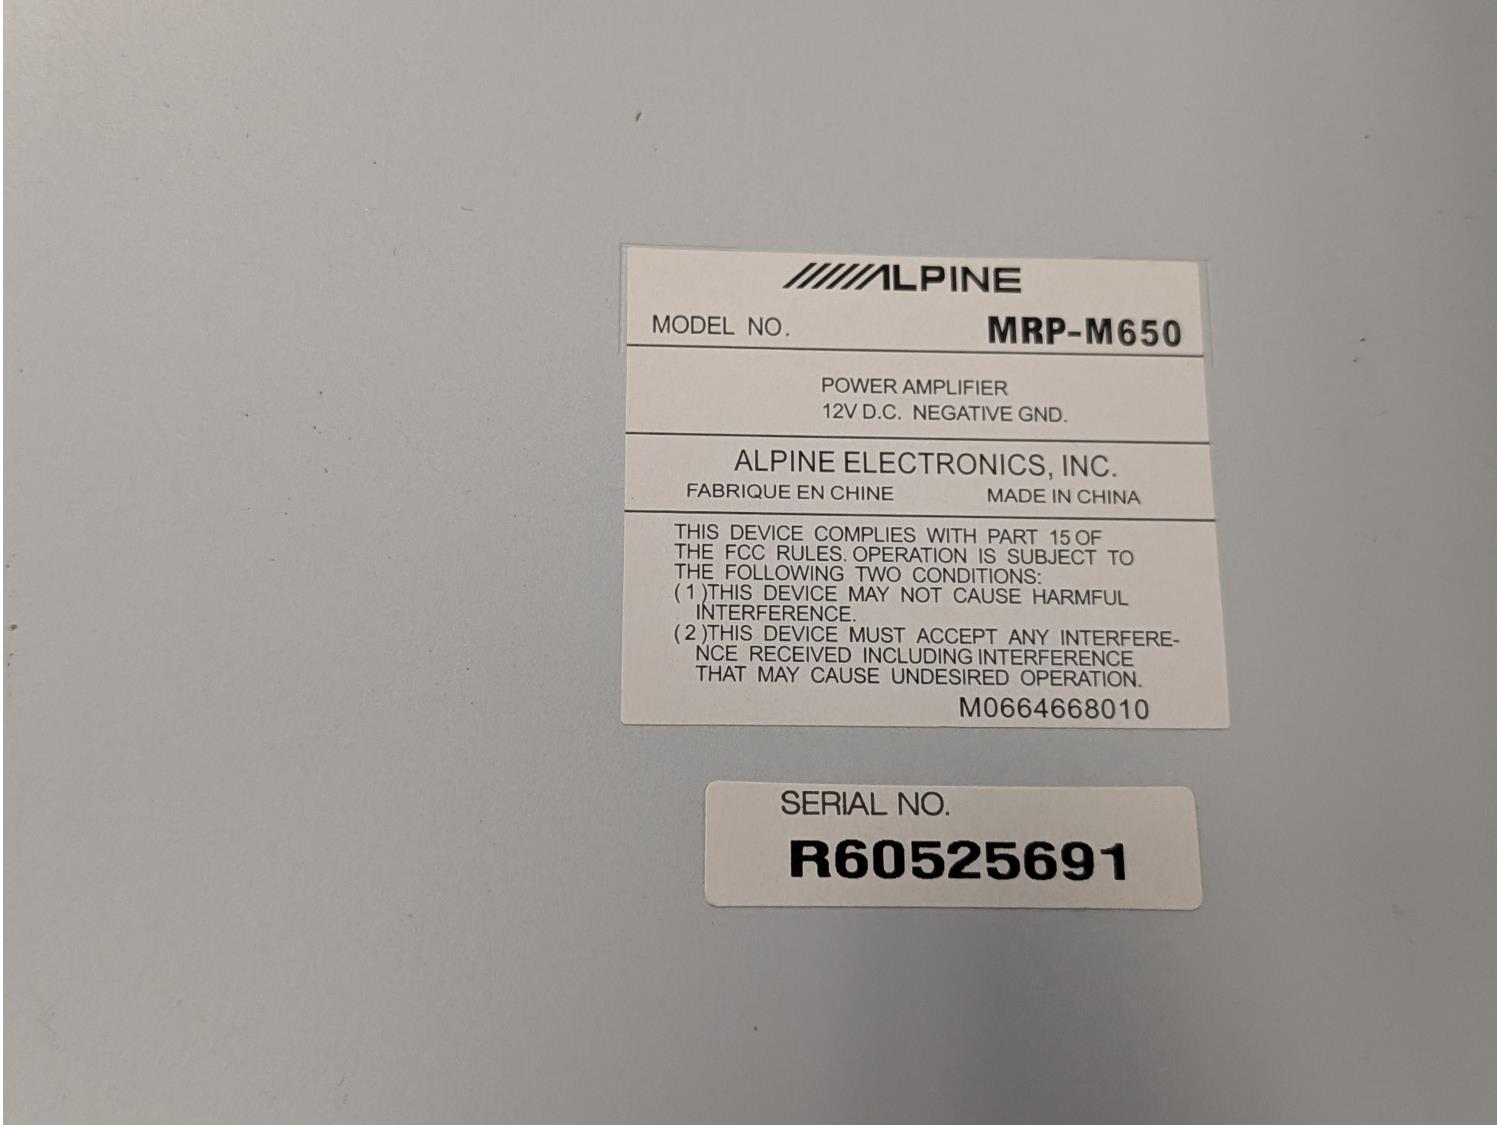 ALPINE
MODEL NO. MRP-M650
POWER AMPLIFIER
12V D.C. NEGATIVE GND.
ALPINE ELECTRONICS, INC.
FABRIQUE EN CHINE MADE IN CHINA
THIS DEVICE COMPLIES WITH PART 15 OF
THE FCC RULES. OPERATION IS SUBJECT TO
THE FOLLOWING TWO CONDITIONS:
(1)THIS DEVICE MAY NOT CAUSE HARMFUL
INTERFERENCE.
(2)THIS DEVICE MUST ACCEPT ANY INTERFERE-
NCE RECEIVED INCLUDING INTERFERENCE
THAT MAY CAUSE UNDESIRED OPERATION.
M0664668010
SERIAL NO.
R60525691